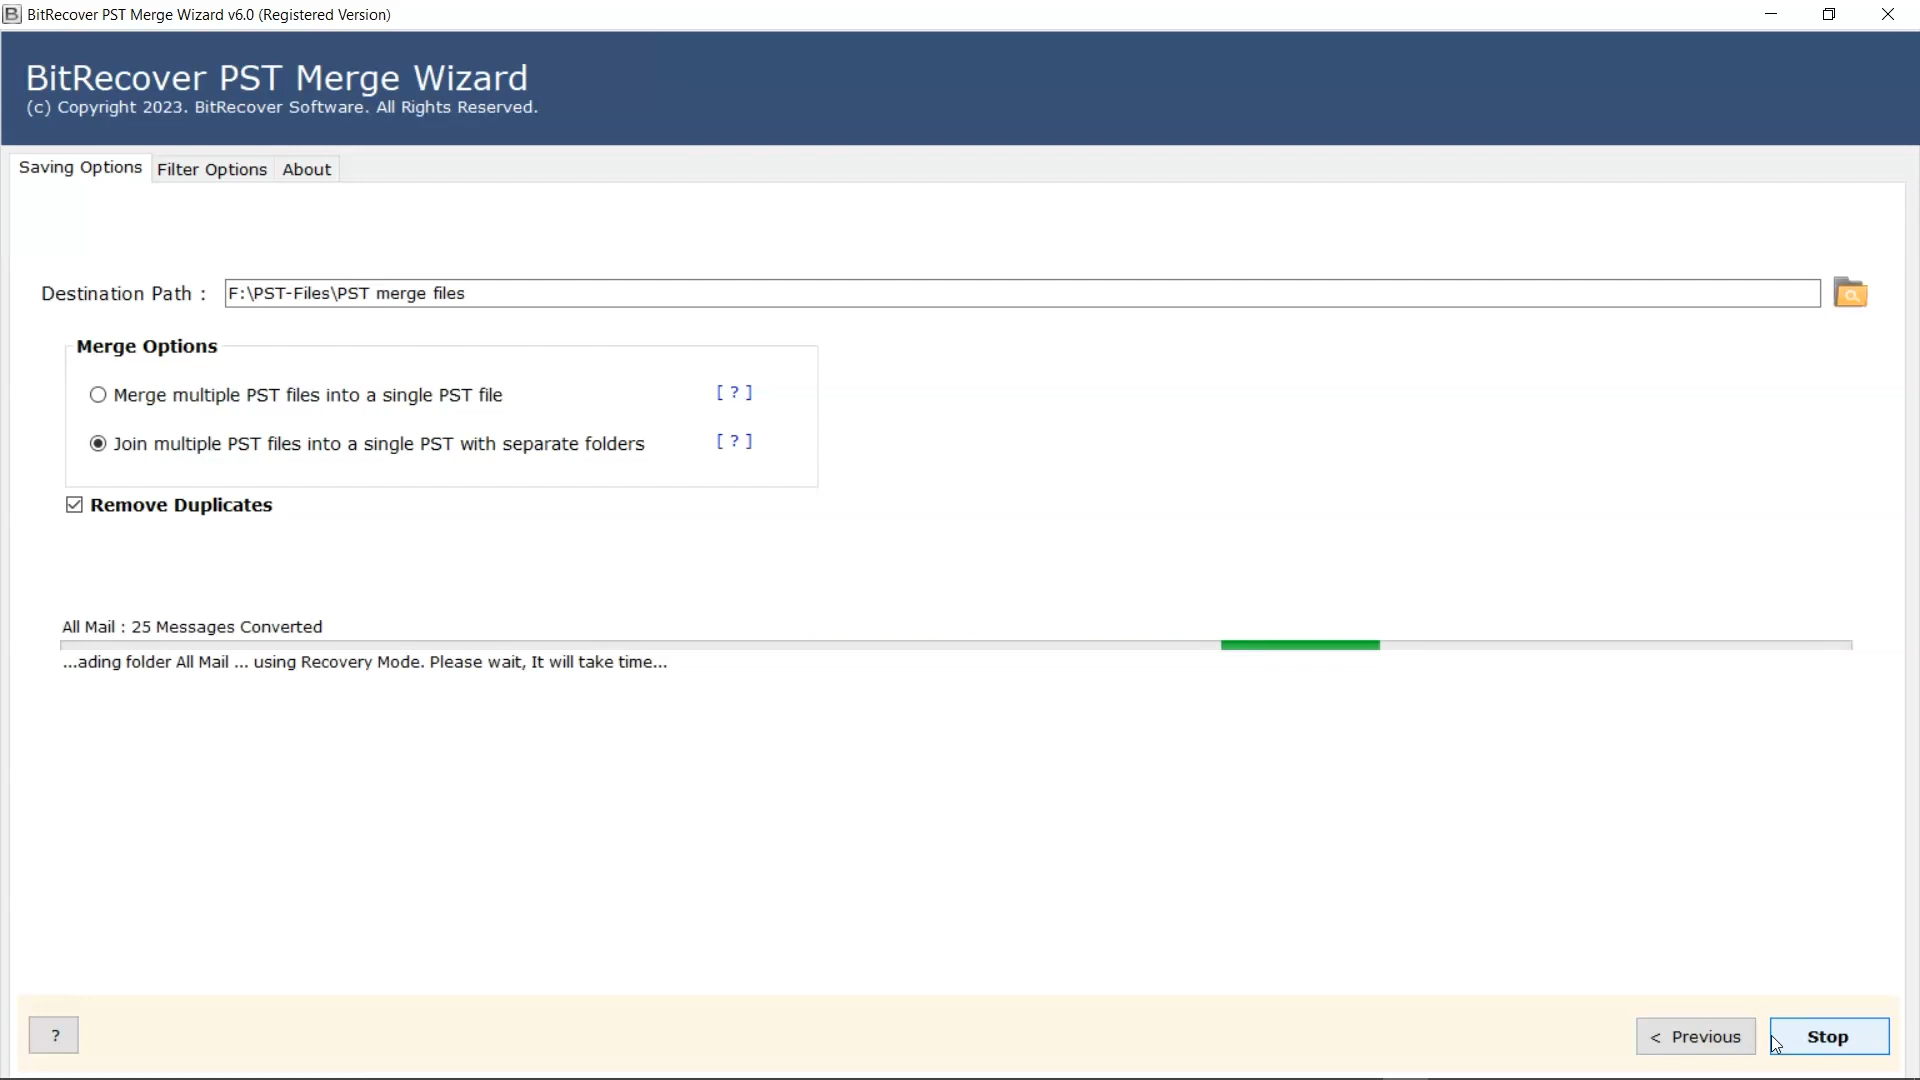 BitRecover PST Merge Wizard v6.0 (Registered Version)
BitRecover PST Merge Wizard
(c) Copyright 2023. BitRecover Software. All Rights Reserved.
Saving Options Filter Options About
Destination Path : F:\PST-Files\PST merge files
Merge Options
Merge multiple PST files into a single PST file [ ? ]
Join multiple PST files into a single PST with separate folders [ ? ]
Remove Duplicates
All Mail : 25 Messages Converted
...ading folder All Mail ... using Recovery Mode. Please wait, It will take time...
? < Previous Stop